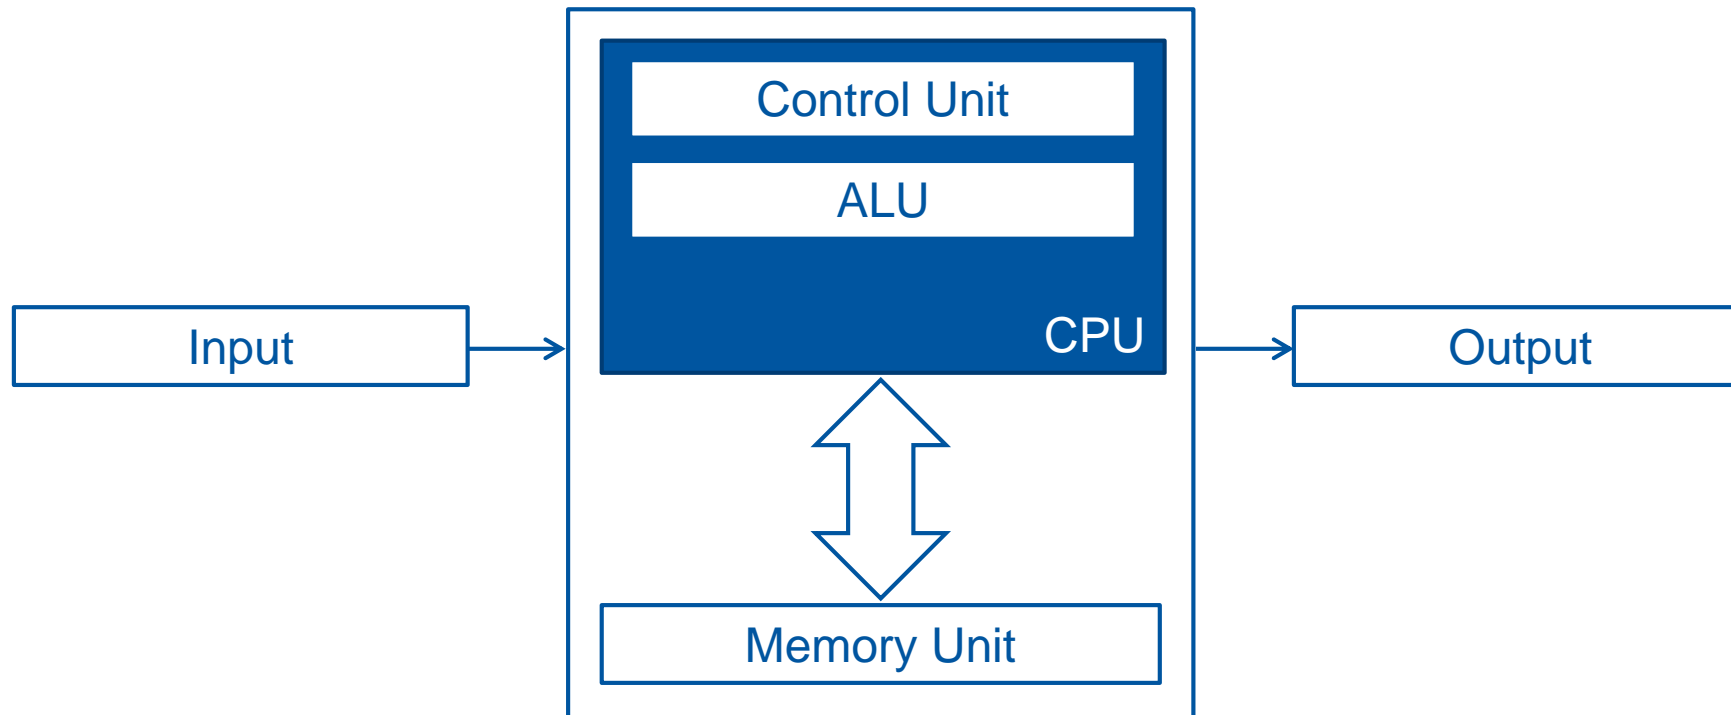 Control Unit
ALU
CPU
Input
Output
Memory Unit